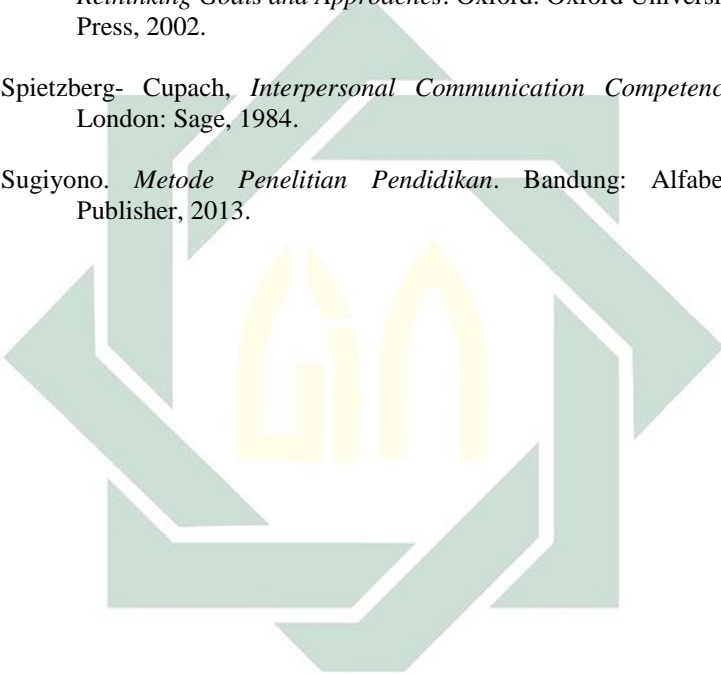 Rethinking Goals and Approaches. Oxford: Oxford Universi
Press, 2002.
Spietzberg- Cupach, Interpersonal Communication Competenc
London: Sage, 1984.
Sugiyono. Metode Penelitian Pendidikan. Bandung: Alfabe
Publisher, 2013.